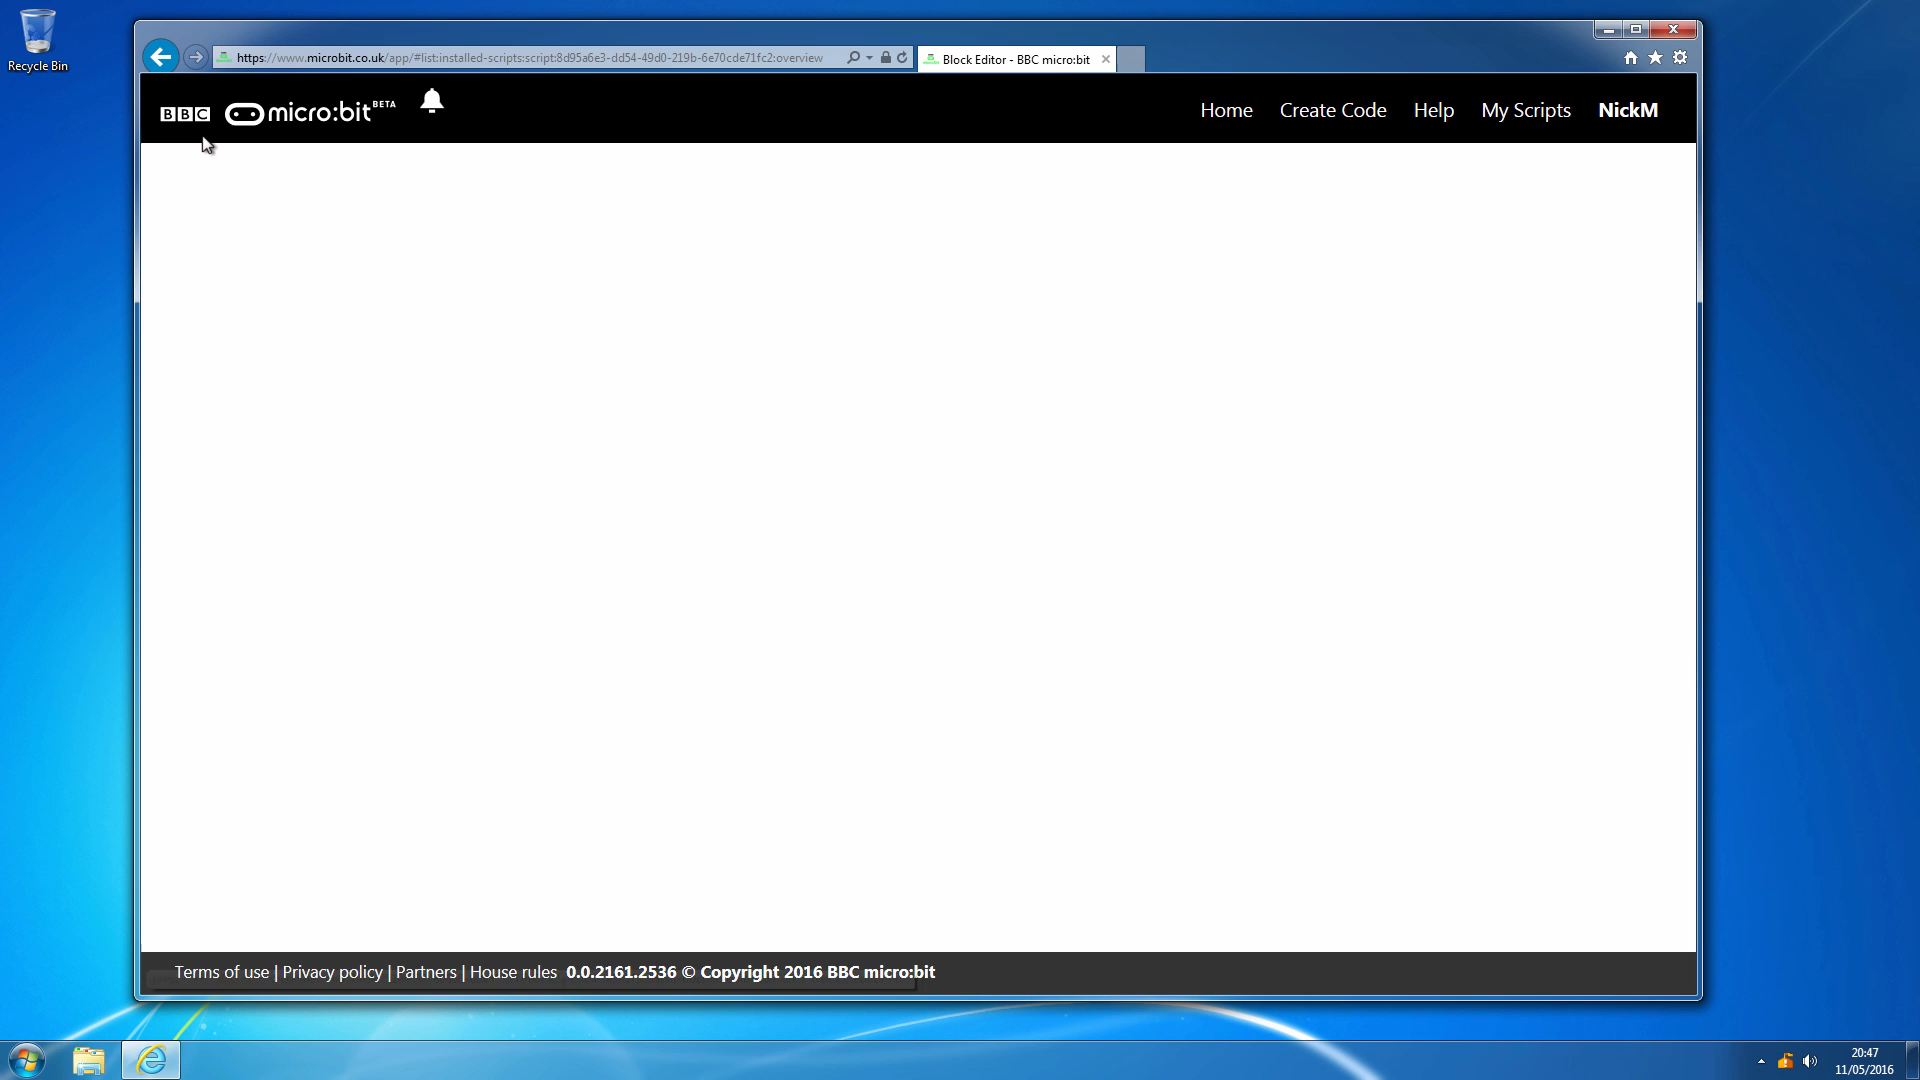 Recycle Bin
https://www.microbit.co.uk/app/#list:installed-scripts:script:8d95a6e3-dd54-49d0-219b-6e70cde71fc2:overview
Block Editor - BBC micro:bit
BBC micro:bit BETA
Home Create Code Help My Scripts NickM
Terms of use | Privacy policy | Partners | House rules 0.0.2161.2536 © Copyright 2016 BBC micro:bit
20:47
11/05/2016